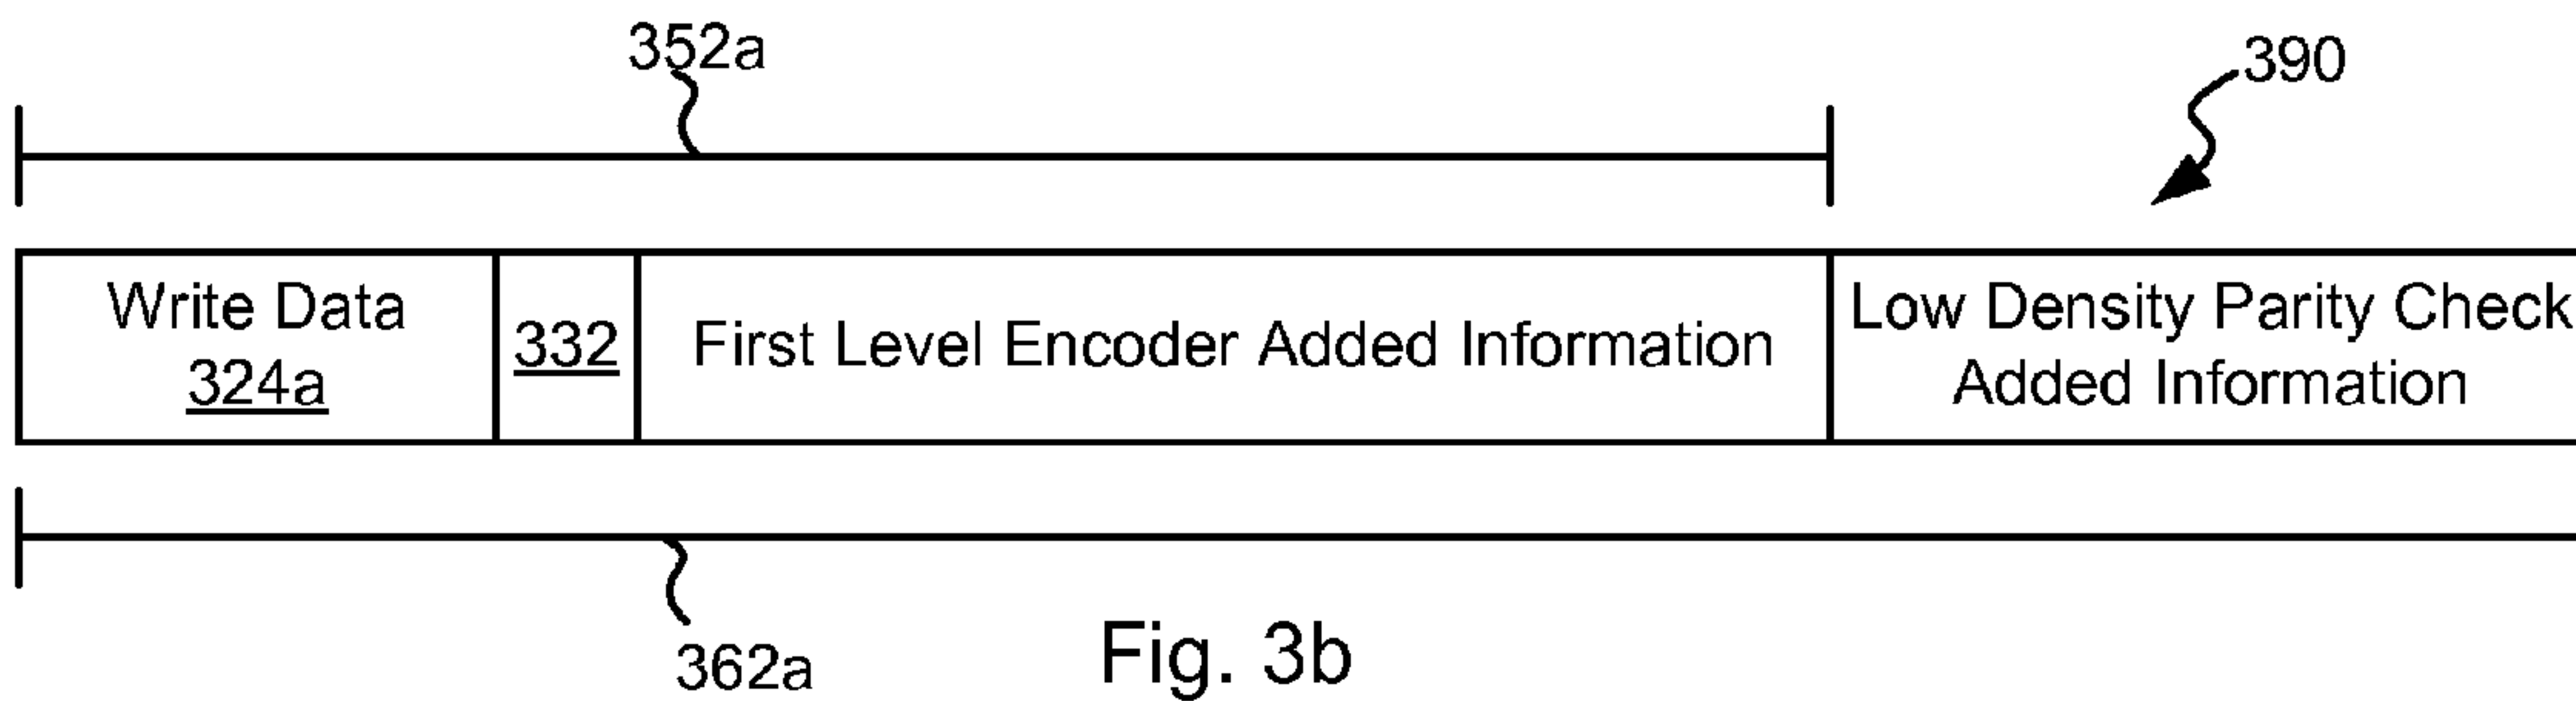 352a
390
Write Data
324a
332
First Level Encoder Added Information
Low Density Parity Check
Added Information
362a
Fig. 3b